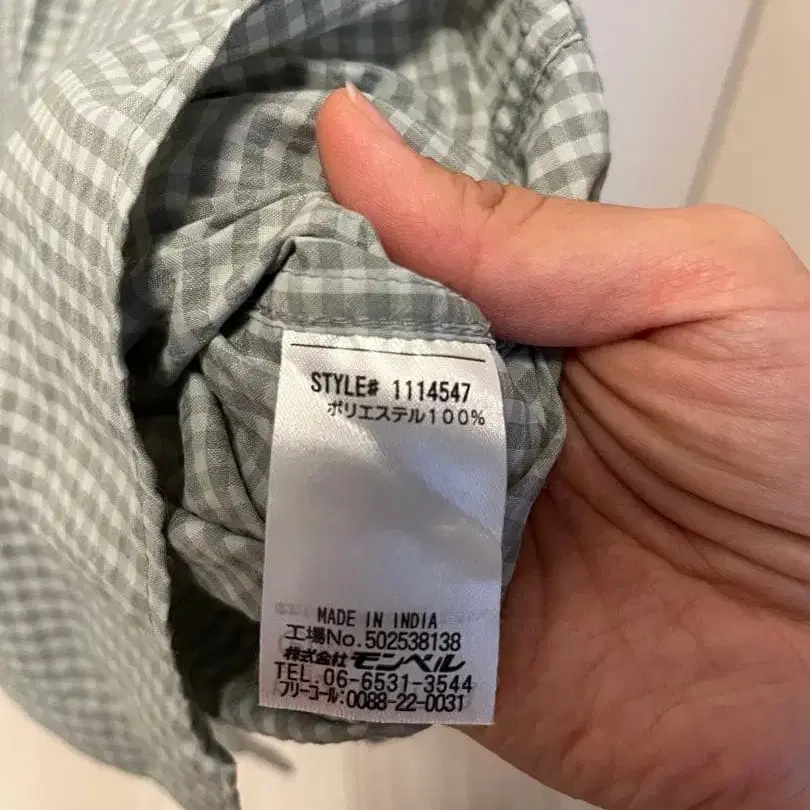 STYLE# 1114547
ポリエステル100%
MADE IN INDIA
工場No.502538138
株式会社 モンベル
TEL.06-6531-3544
フリーコール:0088-22-0031